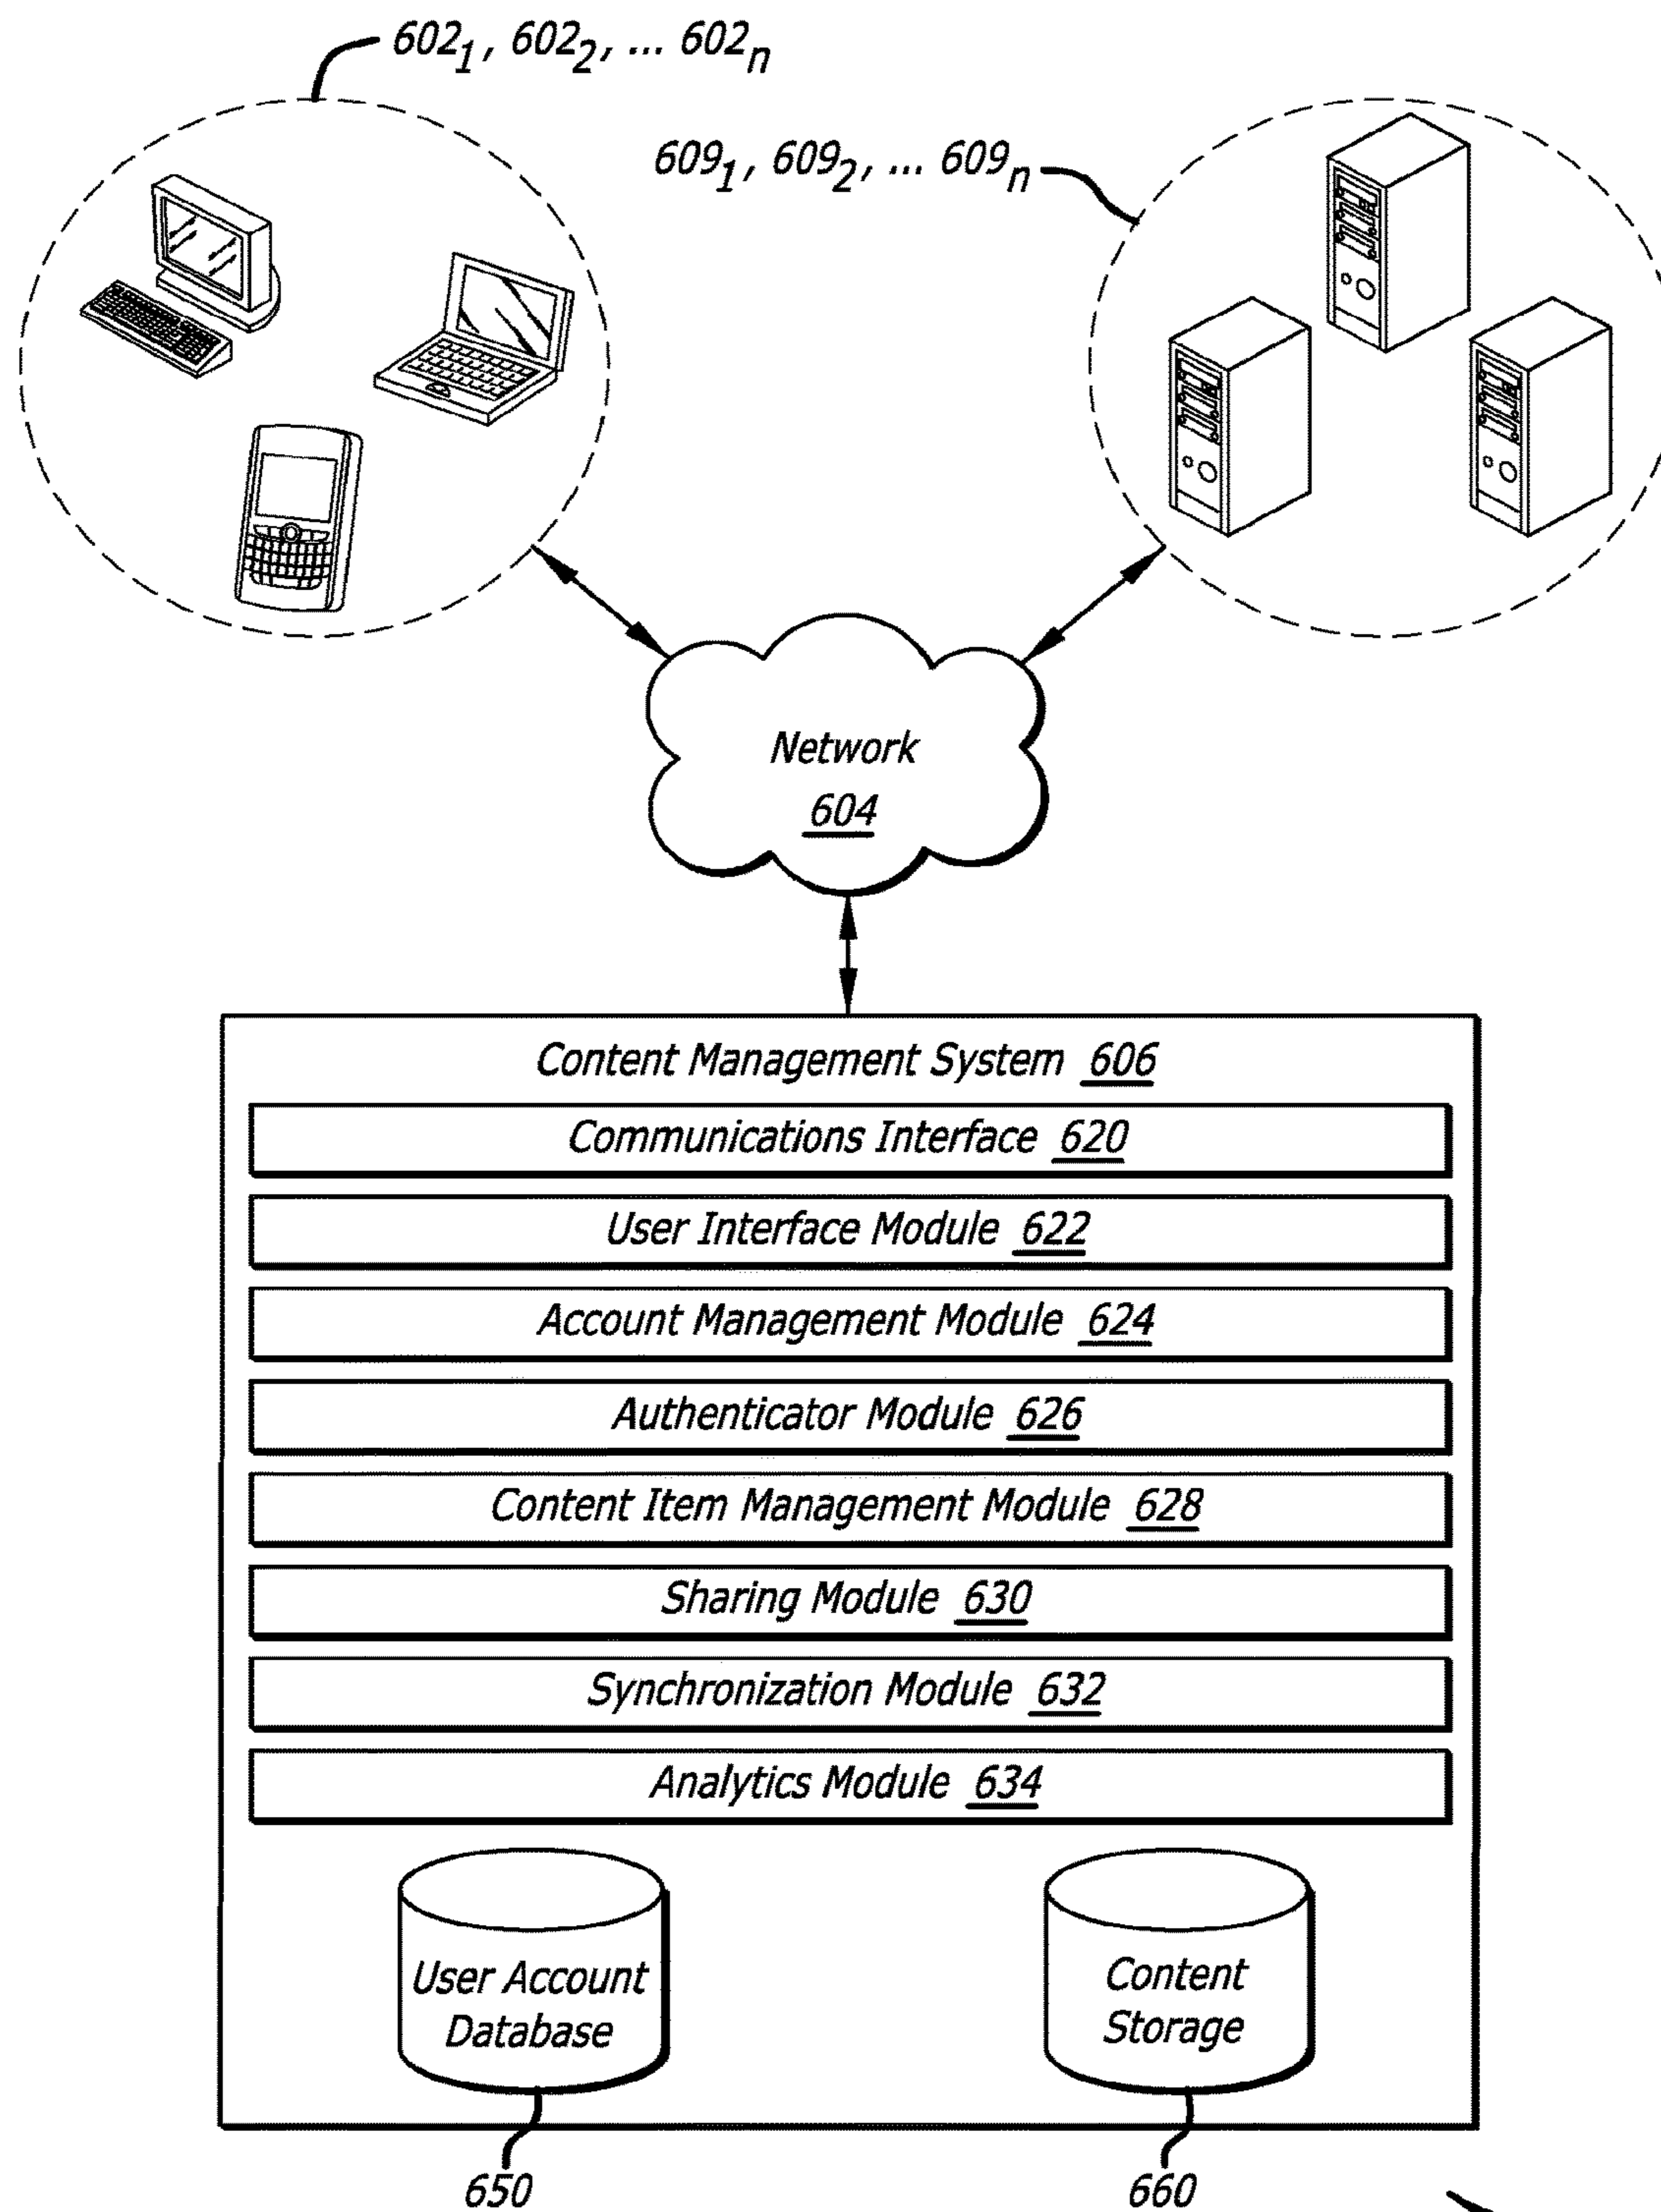 602₁, 602₂, ... 602ₙ
609₁, 609₂, ... 609ₙ
Network
604
Content Management System 606
Communications Interface 620
User Interface Module 622
Account Management Module 624
Authenticator Module 626
Content Item Management Module 628
Sharing Module 630
Synchronization Module 632
Analytics Module 634
User Account
Database
Content
Storage
650
660